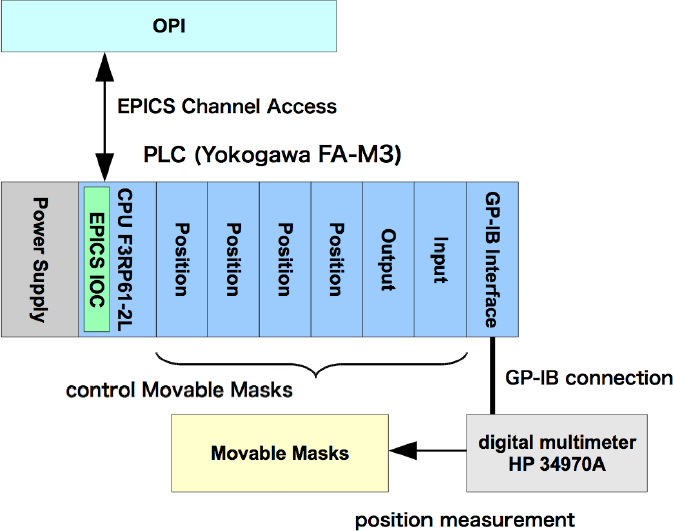 OPI
EPICS Channel Access
PLC (Yokogawa FA-M3)
Power Supply
EPICS IOC
CPU F3RP61-2L
Position
Position
Position
Position
Output
Input
GP-IB Interface
control Movable Masks
GP-IB connection
Movable Masks
digital multimeter
HP 34970A
position measurement